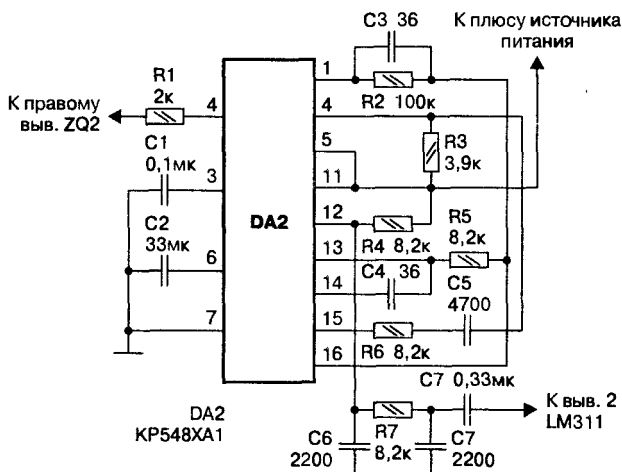 C3 36
К плюсу источника
питания
R1
2к
К правому
выв. ZQ2
4
1
R2 100к
4
R3
3,9к
5
C1
0,1мк
3
11
DA2
12
R4 8,2к
R5
8,2к
C2
33мк
6
13
C4 36
14
C5
4700
7
15
R6 8,2к
16
C7 0,33мк
К выв. 2
LM311
DA2
КР548ХА1
C6
2200
R7
8,2к
C7
2200